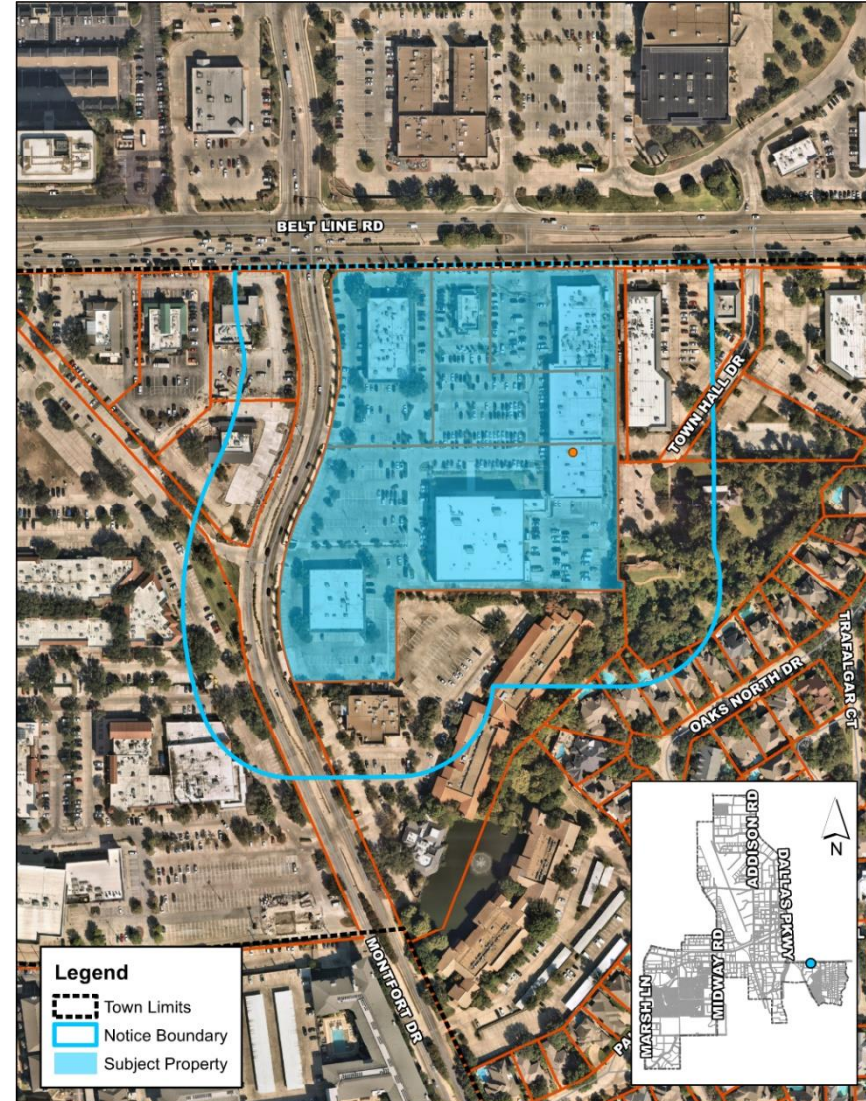 BELT LINE RD
TOWN HALL DR
TRAFALGAR CT
OAKS NORTH DR
MONTFORT DR
Legend
Town Limits
Notice Boundary
Subject Property
ADDISON RD
DALLAS PKWY
MIDWAY RD
MARSH LN
N